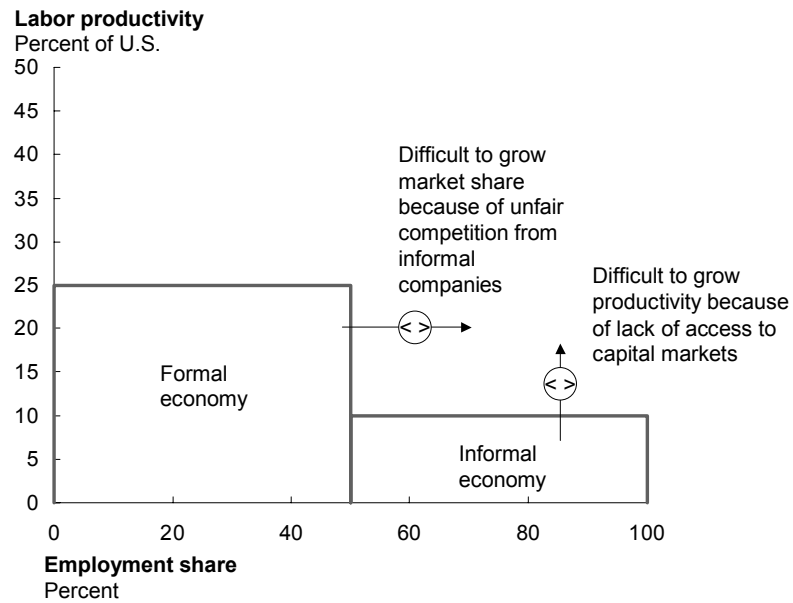 Labor productivity
Percent of U.S.
50
45
40
35
30
25
20
15
10
5
0
Difficult to grow
market share
because of unfair
competition from
informal
companies
Difficult to grow
productivity because
of lack of access to
capital markets
< >
< >
Formal
economy
Informal
economy
0 20 40 60 80 100
Employment share
Percent